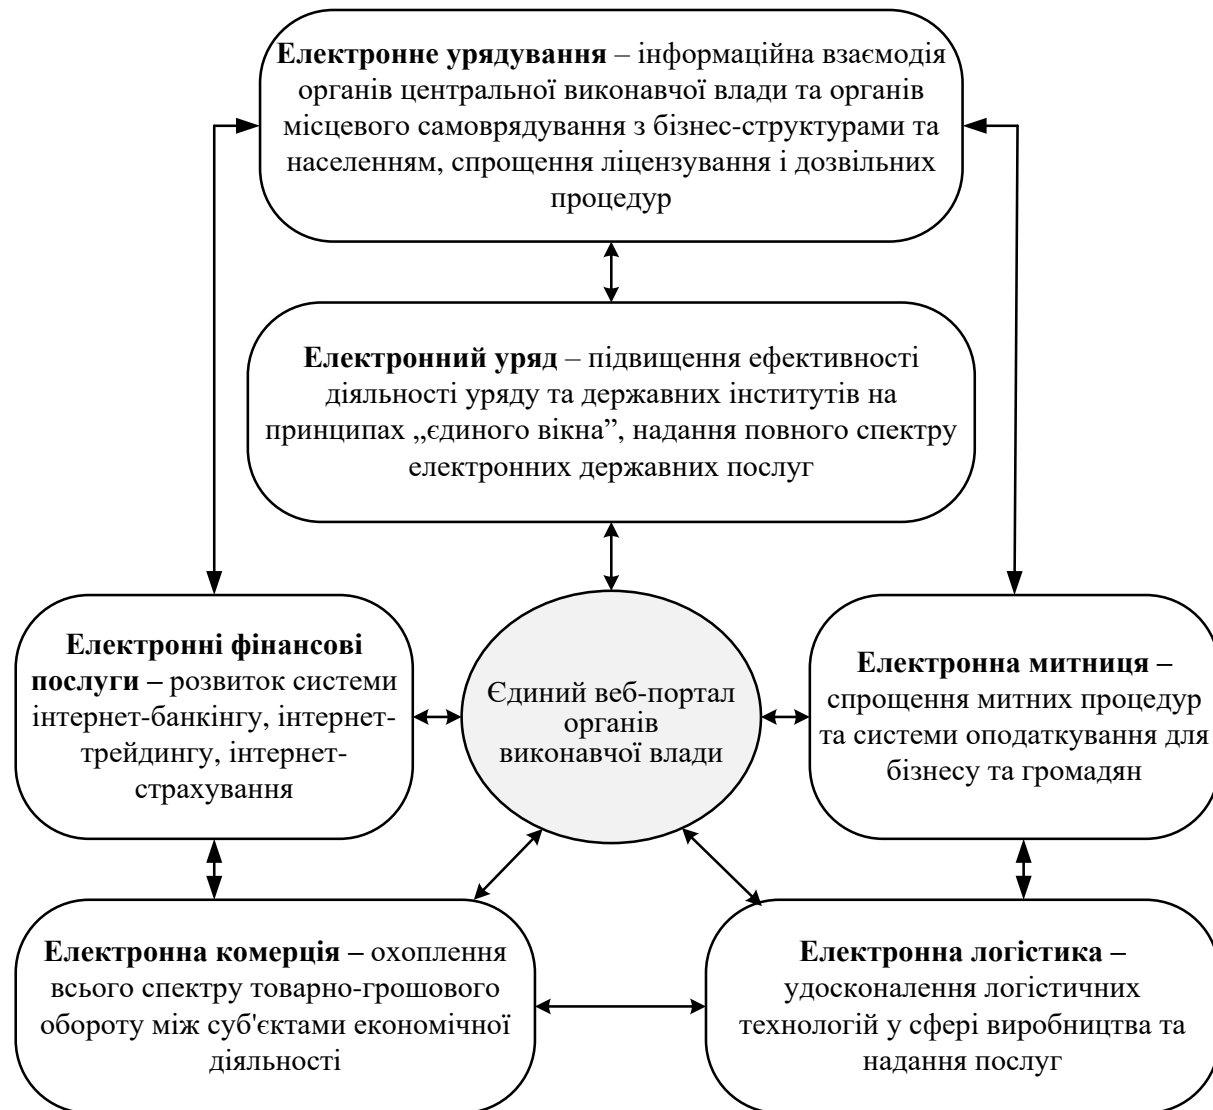 Електронне урядування – інформаційна взаємодія
органів центральної виконавчої влади та органів
місцевого самоврядування з бізнес-структурами та
населенням, спрощення ліцензування і дозвільних
процедур
Електронний уряд – підвищення ефективності
діяльності уряду та державних інститутів на
принципах „єдиного вікна”, надання повного спектру
електронних державних послуг
Електронні фінансові
послуги – розвиток системи
інтернет-банкінгу, інтернет-
трейдингу, інтернет-
страхування
Єдиний веб-портал
органів
виконавчої влади
Електронна митниця –
спрощення митних процедур
та системи оподаткування для
бізнесу та громадян
Електронна комерція – охоплення
всього спектру товарно-грошового
обороту між суб'єктами економічної
діяльності
Електронна логістика –
удосконалення логістичних
технологій у сфері виробництва та
надання послуг